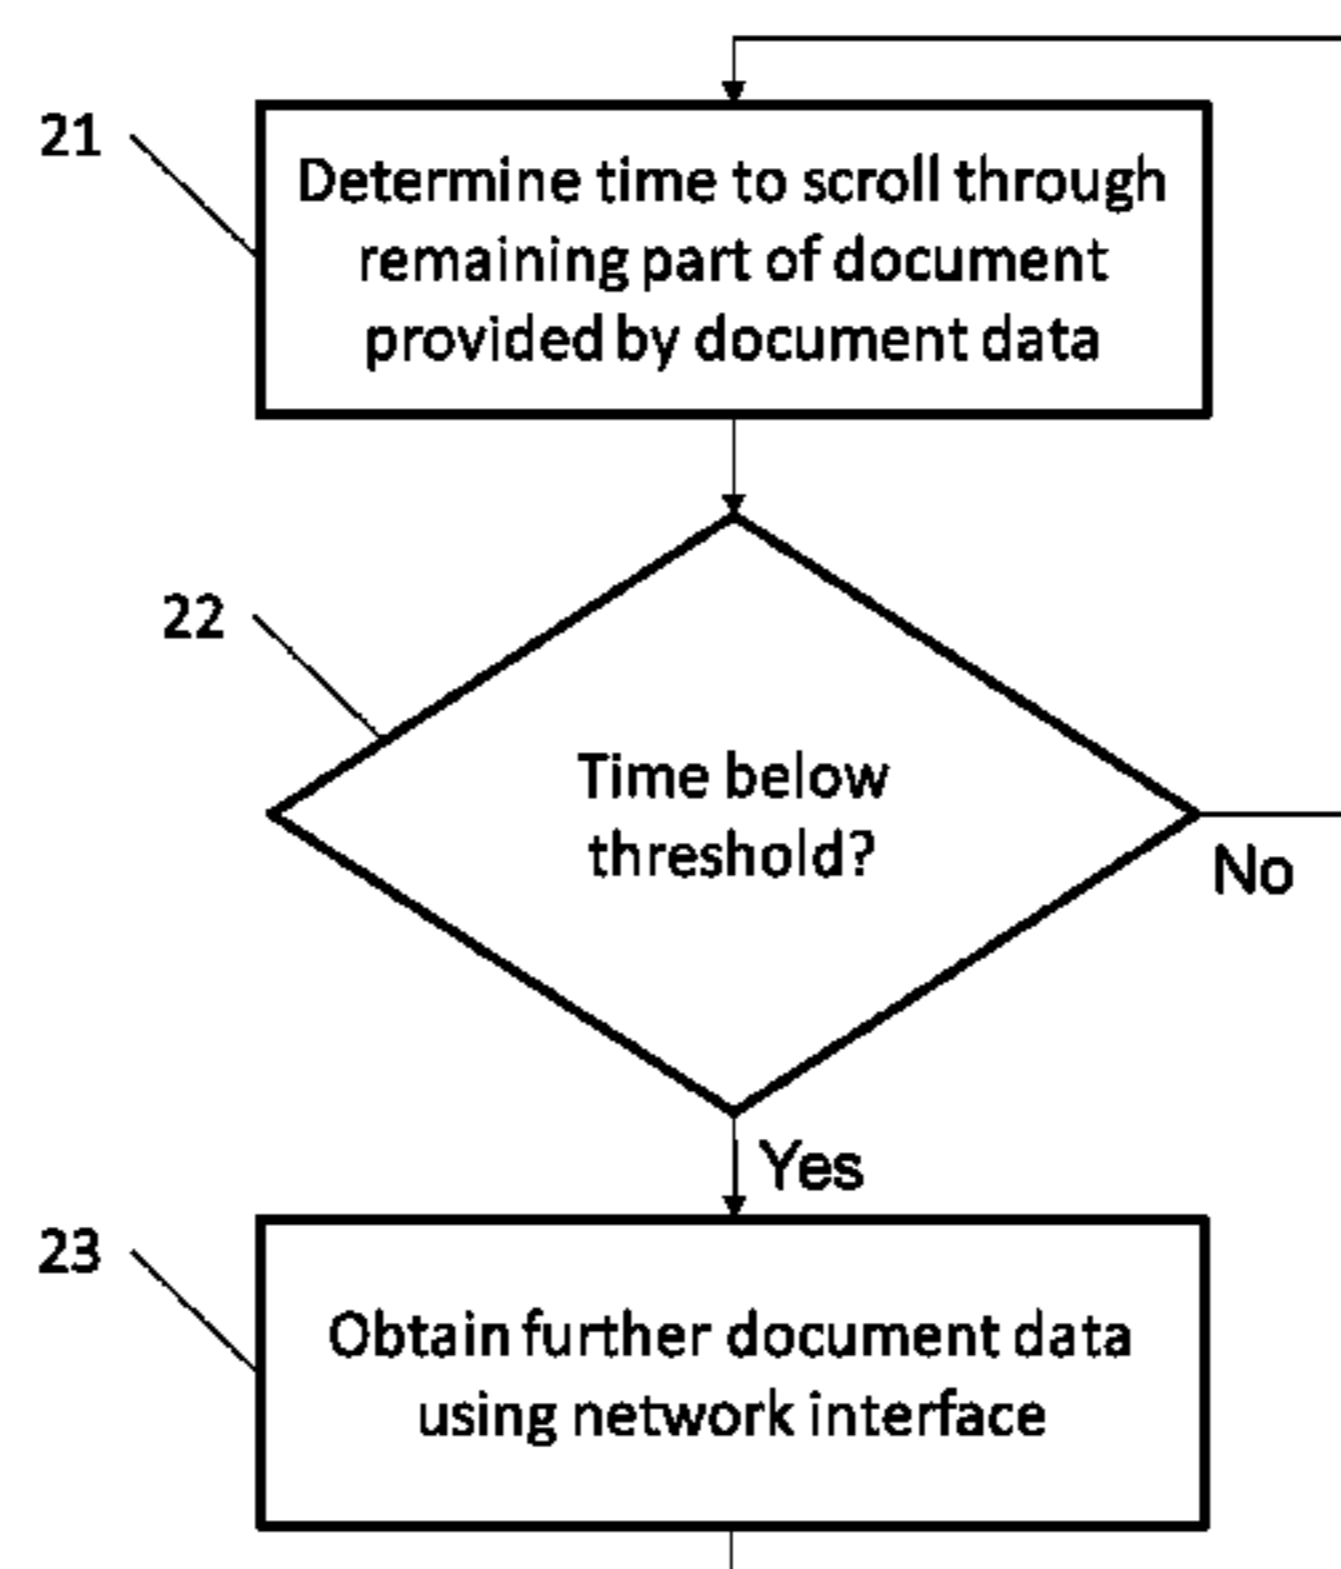 21
Determine time to scroll through
remaining part of document
provided by document data
22
Time below
threshold?
No
Yes
23
Obtain further document data
using network interface